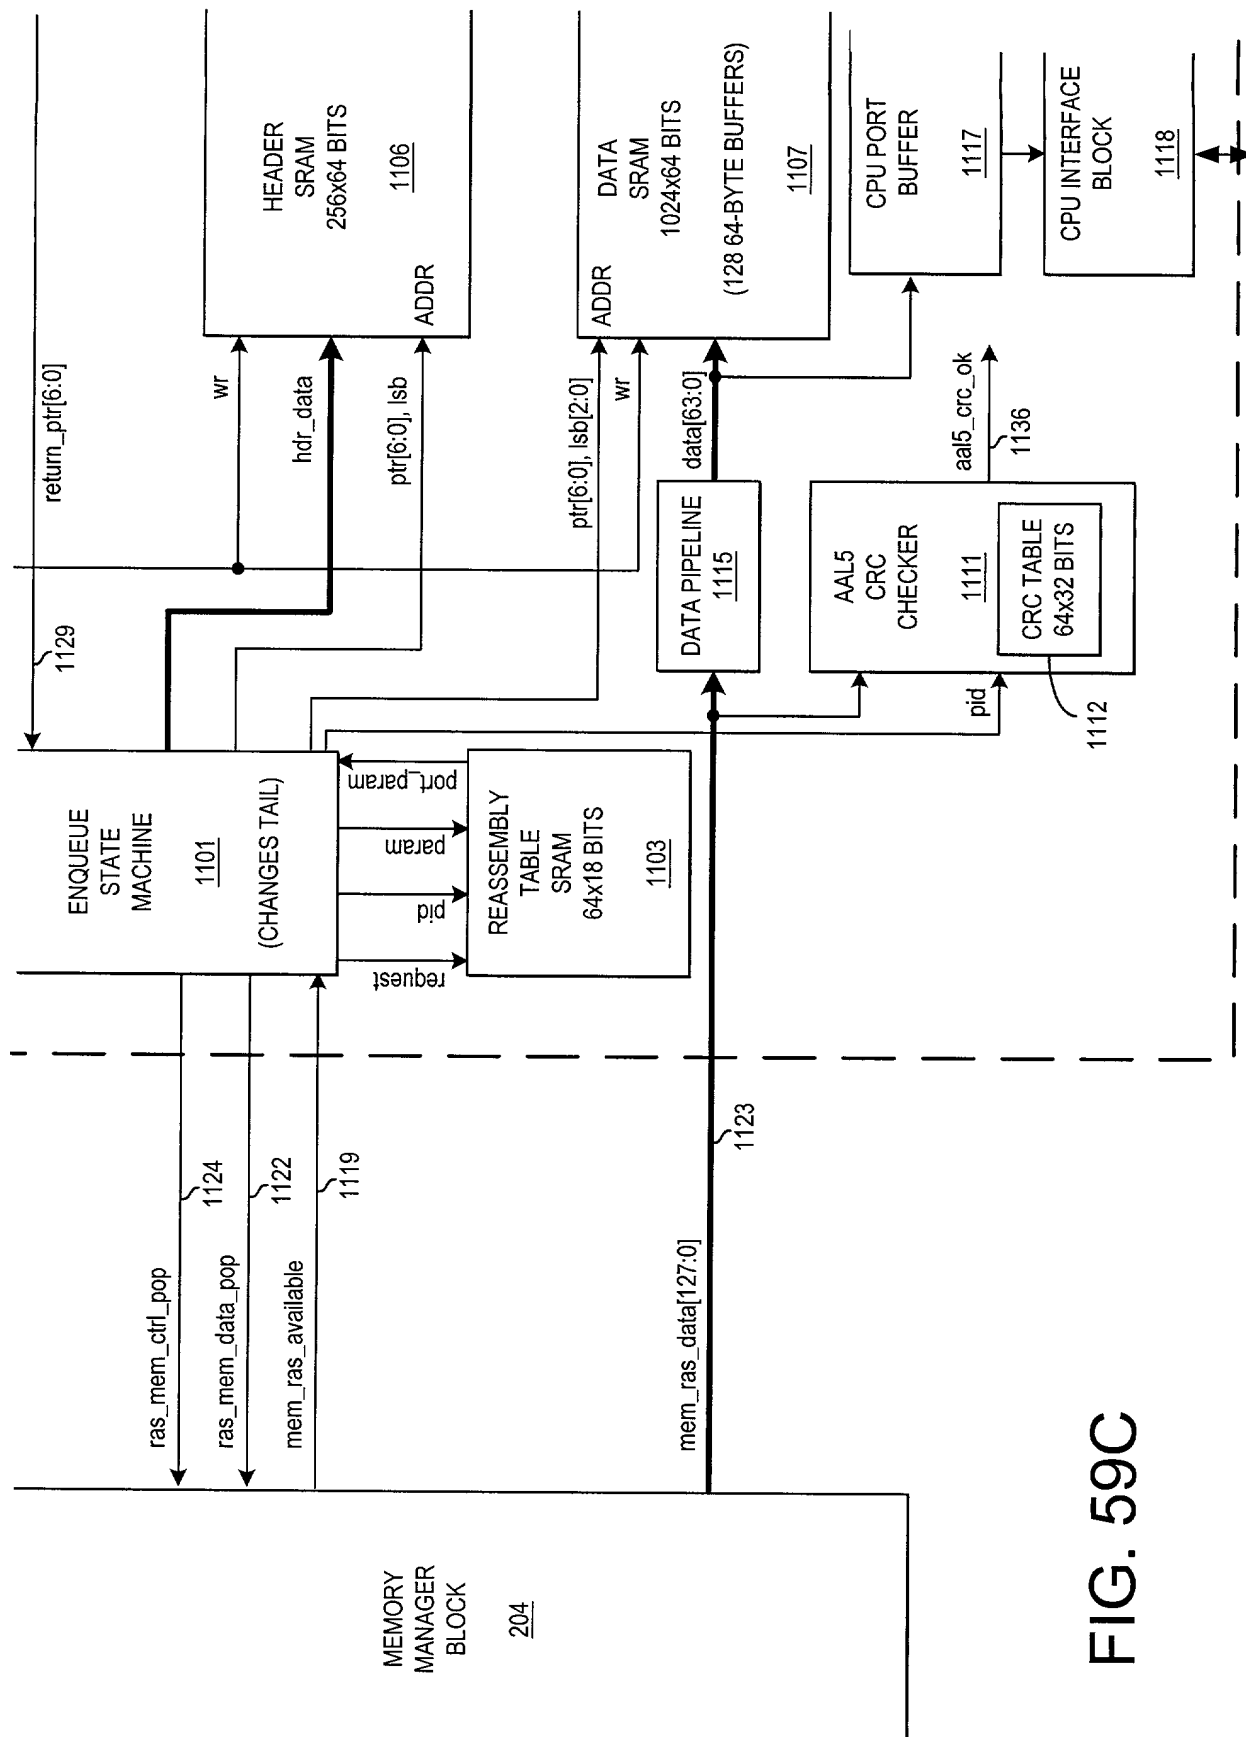 MEMORY
MANAGER
BLOCK
204
ras_mem_ctrl_pop
1124
ras_mem_data_pop
1122
mem_ras_available
1119
mem_ras_data[127:0]
1123
ENQUEUE
STATE
MACHINE
1101
(CHANGES TAIL)
request
pid
param
port_param
REASSEMBLY
TABLE
SRAM
64x18 BITS
1103
1129
return_ptr[6:0]
wr
hdr_data
ptr[6:0], lsb
HEADER
SRAM
256x64 BITS
1106
ADDR
ptr[6:0], lsb[2:0]
wr
ADDR
DATA
SRAM
1024x64 BITS
1107
(128 64-BYTE BUFFERS)
DATA PIPELINE
1115
data[63:0]
pid
AAL5
CRC
CHECKER
1111
CRC TABLE
64x32 BITS
1112
aal5_crc_ok
1136
CPU PORT
BUFFER
1117
CPU INTERFACE
BLOCK
1118
FIG. 59C